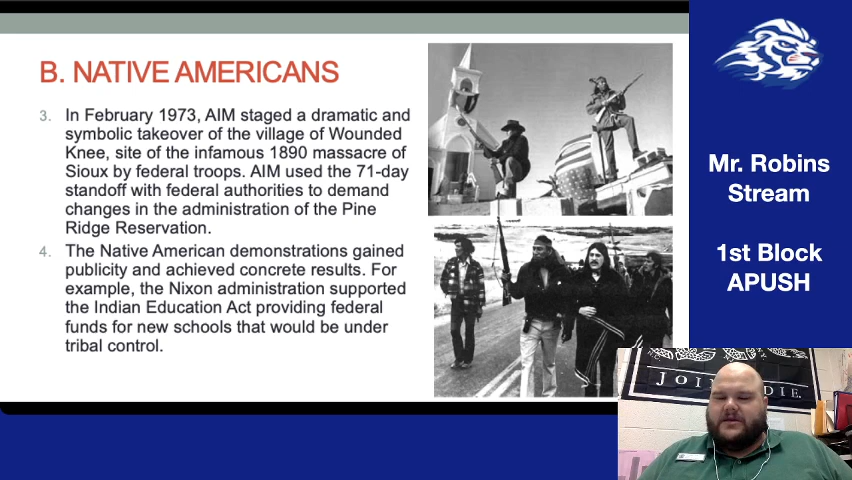 B. NATIVE AMERICANS
3. In February 1973, AIM staged a dramatic and
symbolic takeover of the village of Wounded
Knee, site of the infamous 1890 massacre of
Sioux by federal troops. AIM used the 71-day
standoff with federal authorities to demand
changes in the administration of the Pine
Ridge Reservation.
4. The Native American demonstrations gained
publicity and achieved concrete results. For
example, the Nixon administration supported
the Indian Education Act providing federal
funds for new schools that would be under
tribal control.
Mr. Robins
Stream
1st Block
APUSH
DIE.